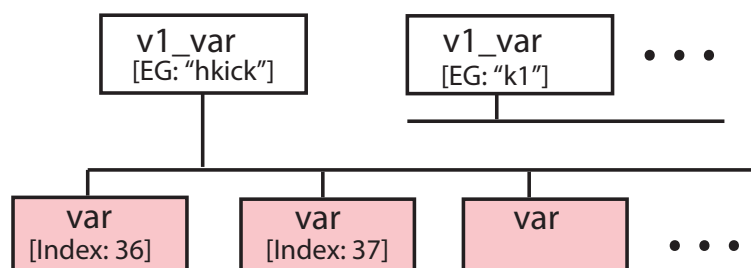 v1_var
[EG: “hkick”]
v1_var
[EG: “k1”]
• • •
var
[Index: 36]
var
[Index: 37]
var
• • •